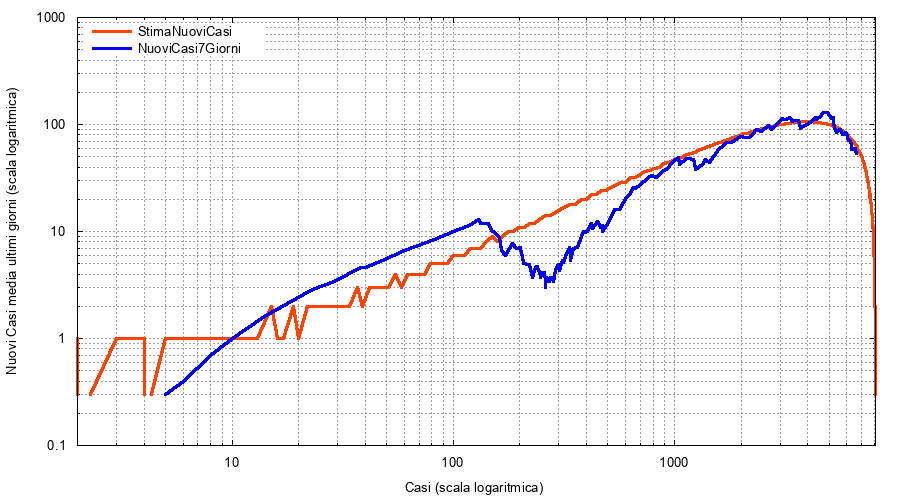 1000
StimaNuoviCasi
NuoviCasi7Giorni
100
10
1
0.1
10 100 1000
Nuovi Casi media ultimi giorni (scala logaritmica)
Casi (scala logaritmica)